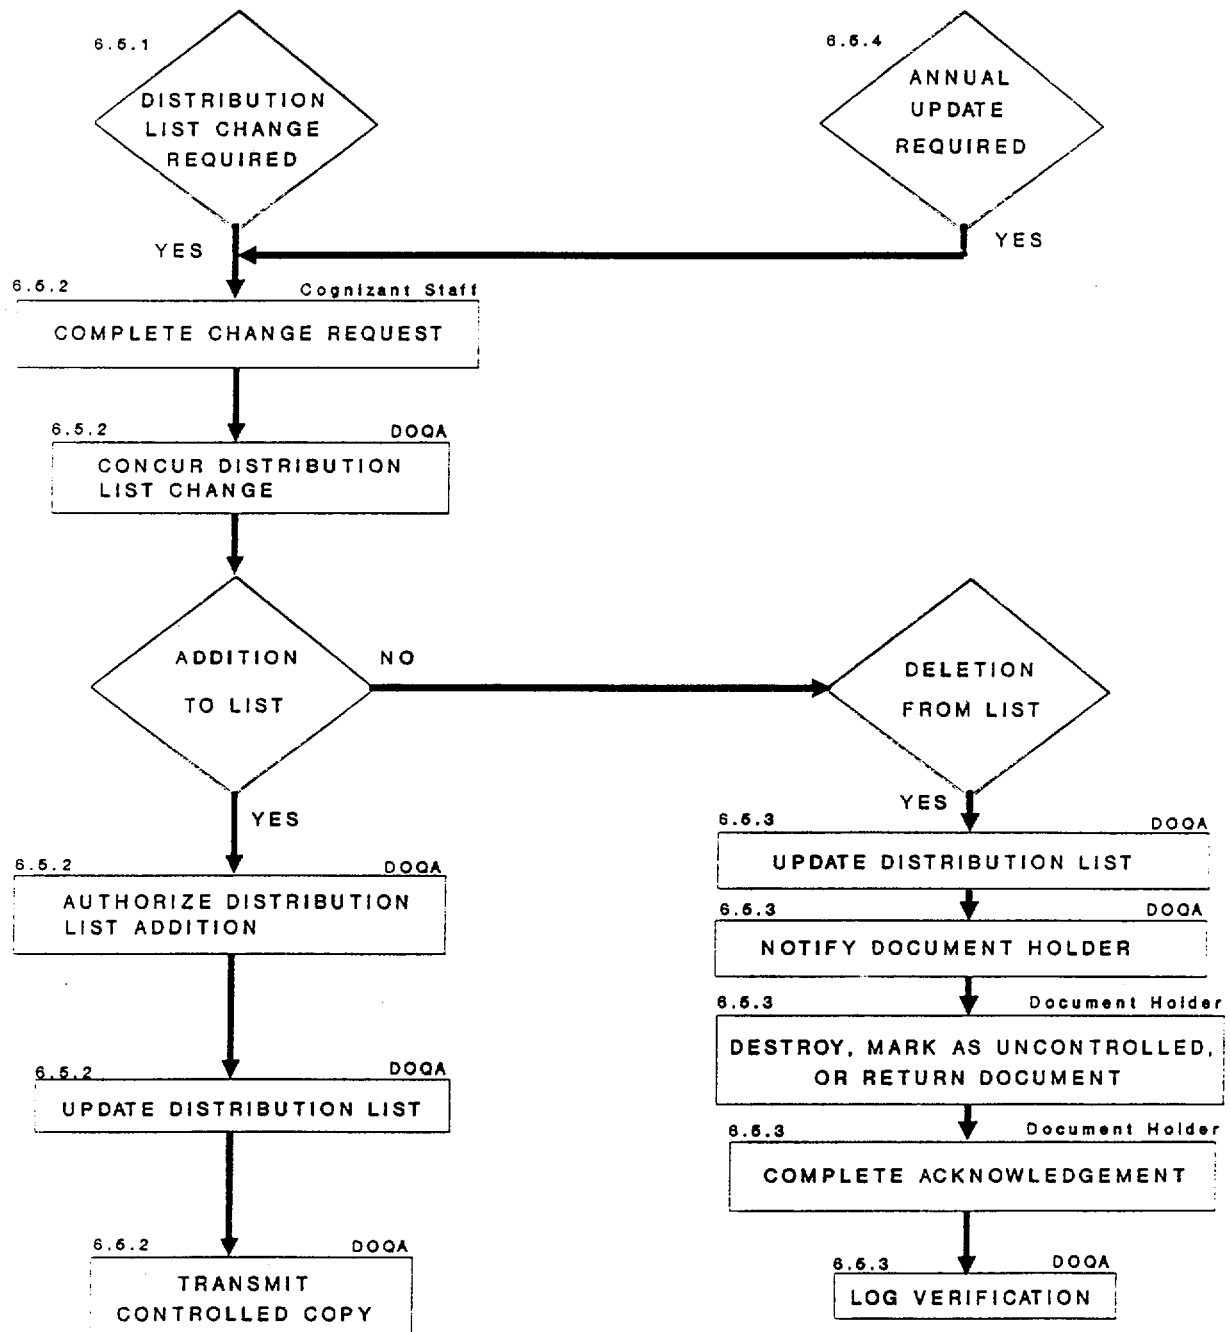 6.5.1
DISTRIBUTION
LIST CHANGE
REQUIRED
YES
6.5.4
ANNUAL
UPDATE
REQUIRED
YES
6.5.2
Cognizant Staff
COMPLETE CHANGE REQUEST
6.5.2
DOQA
CONCUR DISTRIBUTION
LIST CHANGE
ADDITION
TO LIST
NO
YES
6.5.2
DOQA
AUTHORIZE DISTRIBUTION
LIST ADDITION
6.5.2
DOQA
UPDATE DISTRIBUTION LIST
6.5.2
DOQA
TRANSMIT
CONTROLLED COPY
DELETION
FROM LIST
YES
6.5.3
DOQA
UPDATE DISTRIBUTION LIST
6.5.3
DOQA
NOTIFY DOCUMENT HOLDER
6.5.3
Document Holder
DESTROY, MARK AS UNCONTROLLED,
OR RETURN DOCUMENT
6.5.3
Document Holder
COMPLETE ACKNOWLEDGEMENT
6.5.3
DOQA
LOG VERIFICATION